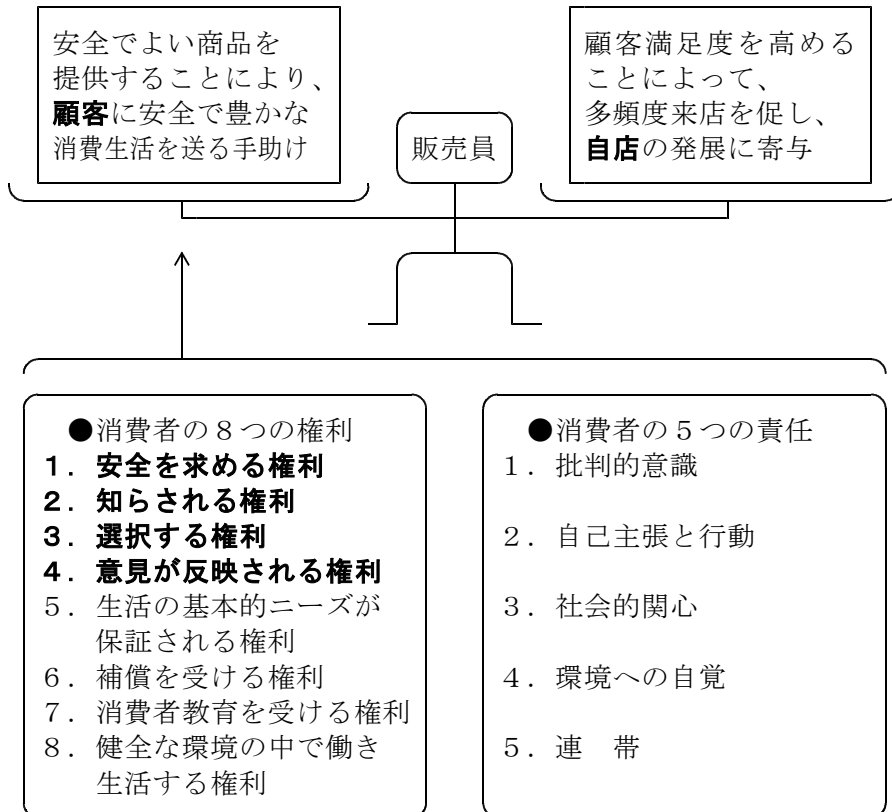 安全でよい商品を
提供することにより、
顧客に安全で豊かな
消費生活を送る手助け
販売員
顧客満足度を高める
ことによって、
多頻度来店を促し、
自店の発展に寄与
●消費者の８つの権利
１．安全を求める権利
２．知らされる権利
３．選択する権利
４．意見が反映される権利
５．生活の基本的ニーズが
保証される権利
６．補償を受ける権利
７．消費者教育を受ける権利
８．健全な環境の中で働き
生活する権利
●消費者の５つの責任
１．批判的意識
２．自己主張と行動
３．社会的関心
４．環境への自覚
５．連　帯